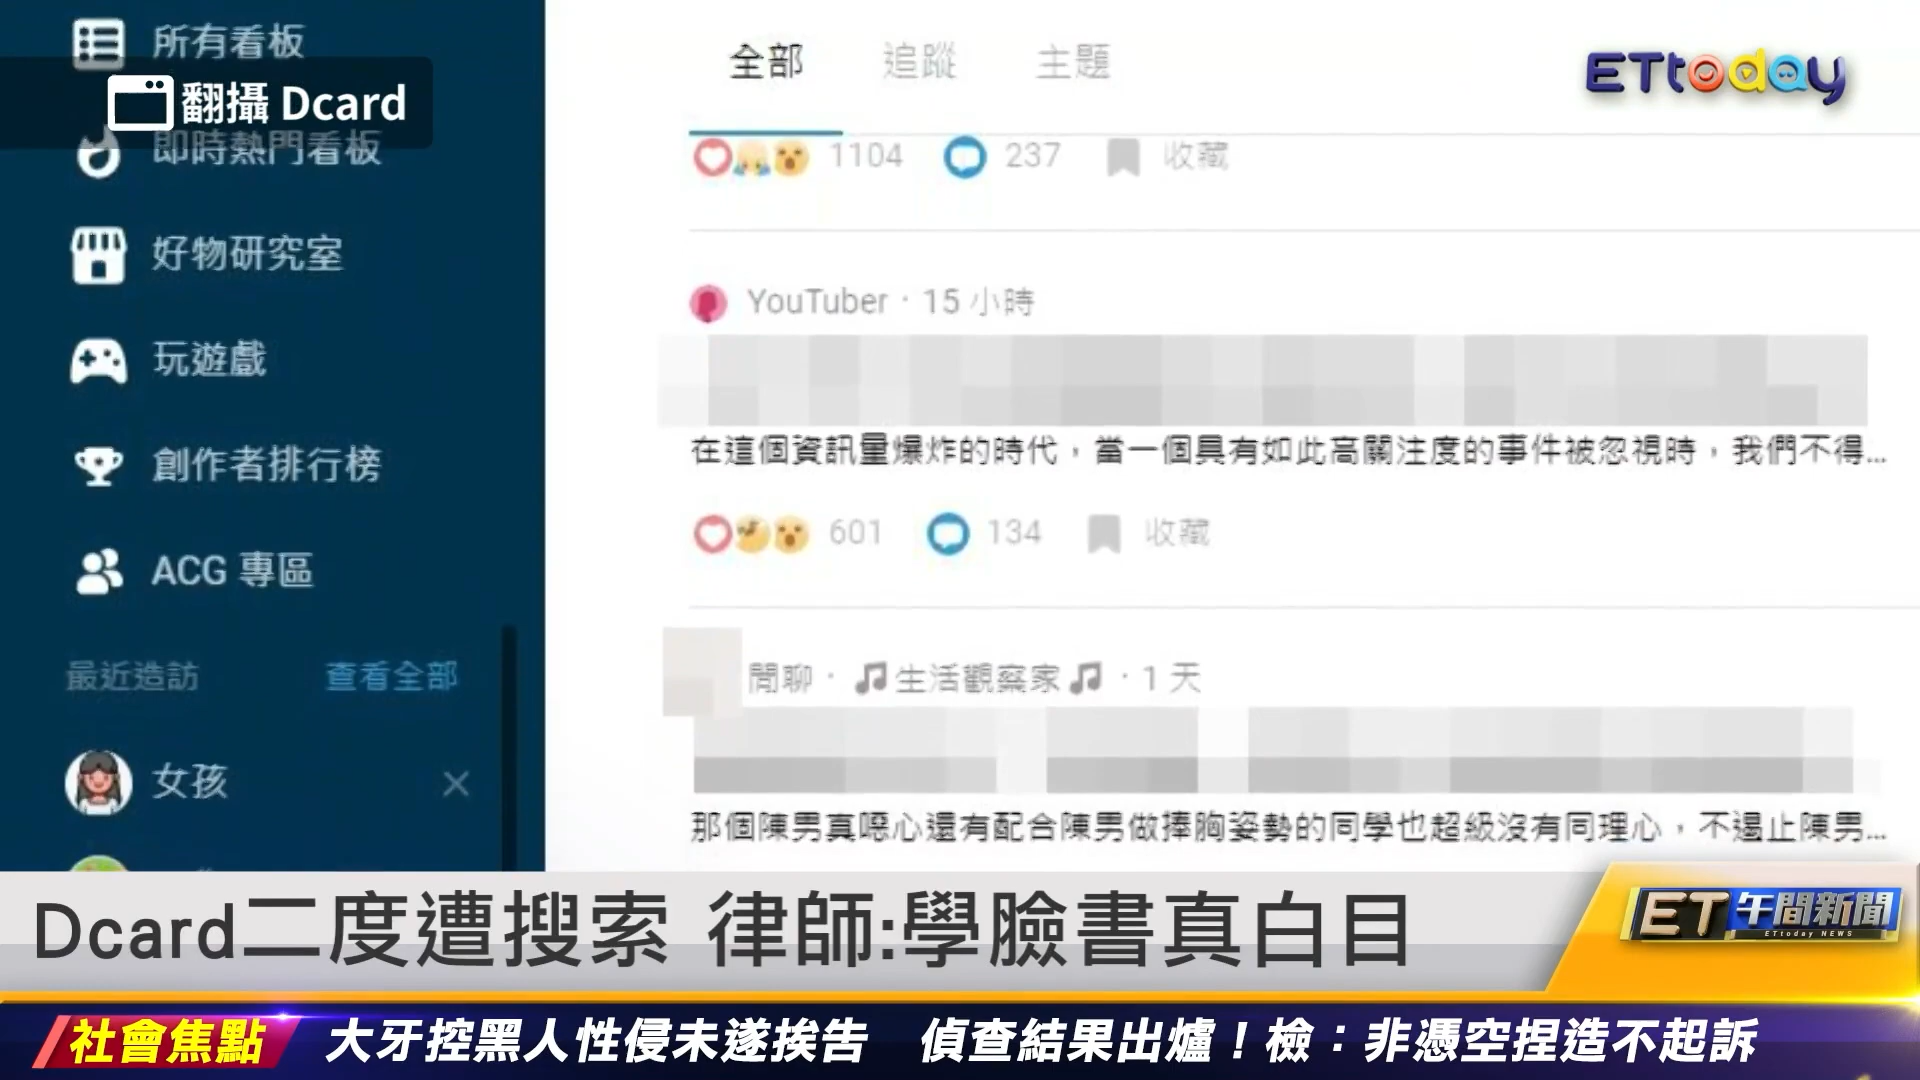 所有看板
翻攝 Dcard
即時熱門看板
好物研究室
玩遊戲
創作者排行榜
ACG 專區
最近造訪 查看全部
女孩
全部 追蹤 主題
ETtoday
1104 237 收藏
YouTuber · 15 小時
在這個資訊量爆炸的時代，當一個具有如此高關注度的事件被忽視時，我們不得...
601 134 收藏
閒聊 · 🎵生活觀察家🎵 · 1 天
那個陳男真噁心還有配合陳男做捧胸姿勢的同學也超級沒有同理心，不遏止陳男...
Dcard二度遭搜索 律師:學臉書真白目
ET午間新聞
ETtoday NEWS
社會焦點 大牙控黑人性侵未遂挨告 偵查結果出爐！檢：非憑空捏造不起訴